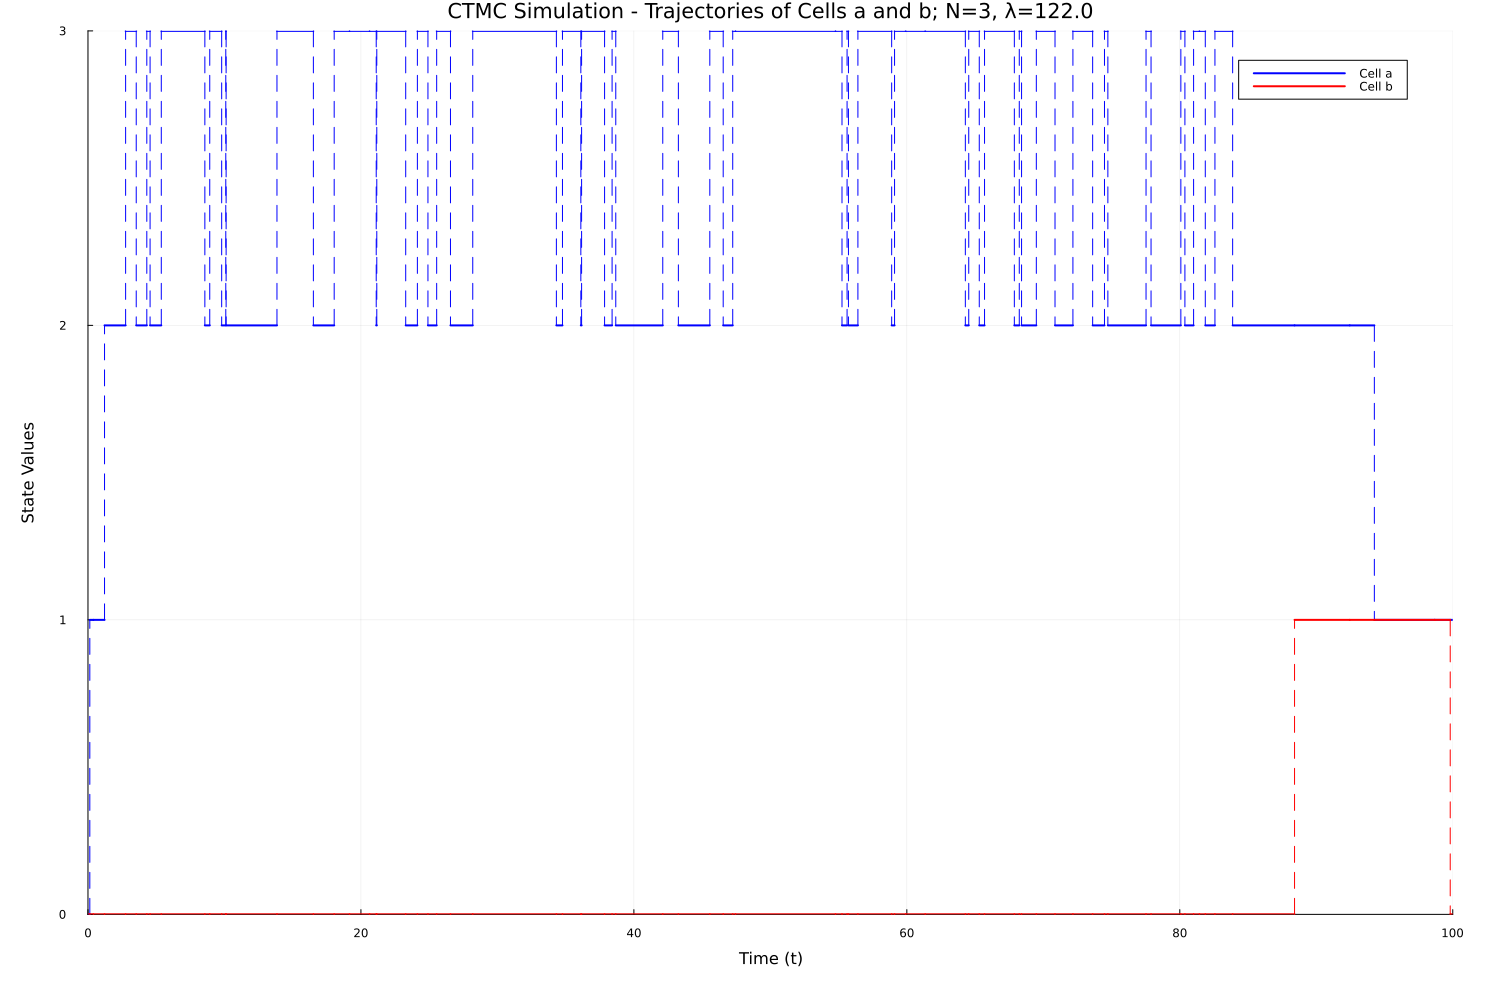 CTMC Simulation - Trajectories of Cells a and b; N=3, λ=122.0
3
Cell a
Cell b
2
State Values
1
0
0 20 40 60 80 100
Time (t)